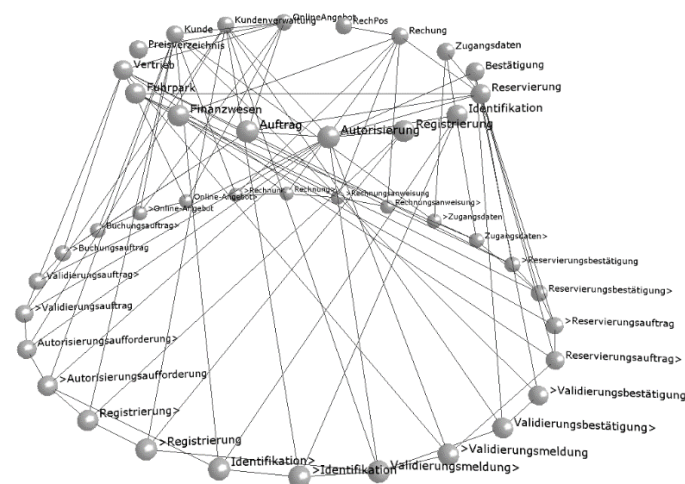 OnlineAngebot
Kundenverwaltung
RechPos
Kunde
Rechung
Preisverzeichnis
Zugangsdaten
Vertrieb
Bestätigung
Fuhrpark
Reservierung
Finanzwesen
Identifikation
Auftrag
Autorisierung
Registrierung
>Rechnung
Rechnung>
>Rechnungsanweisung
Online-Angebot>
Rechnungsanweisung>
>Online-Angebot
>Zugangsdaten
Buchungsauftrag>
Zugangsdaten>
>Buchungsauftrag
>Reservierungsbestätigung
Validierungsauftrag>
Reservierungsbestätigung>
>Validierungsauftrag
>Reservierungsauftrag
Autorisierungsaufforderung>
Reservierungsauftrag>
>Autorisierungsaufforderung
>Validierungsbestätigung
Registrierung>
Validierungsbestätigung>
>Registrierung
>Validierungsmeldung
Identifikation>
>Identifikation
Validierungsmeldung>